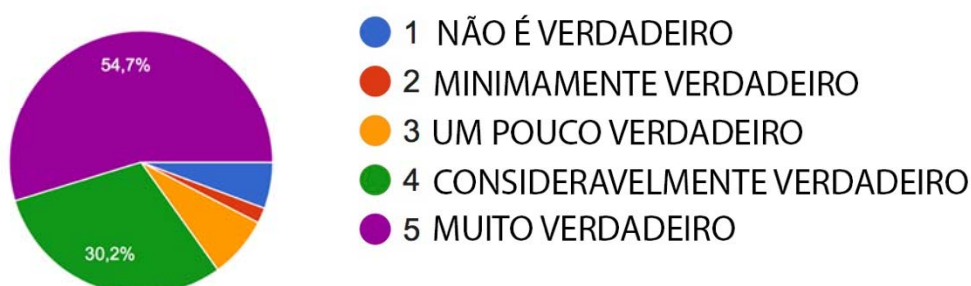 54,7%
30,2%
1 NÃO É VERDADEIRO
2 MINIMAMENTE VERDADEIRO
3 UM POUCO VERDADEIRO
4 CONSIDERAVELMENTE VERDADEIRO
5 MUITO VERDADEIRO